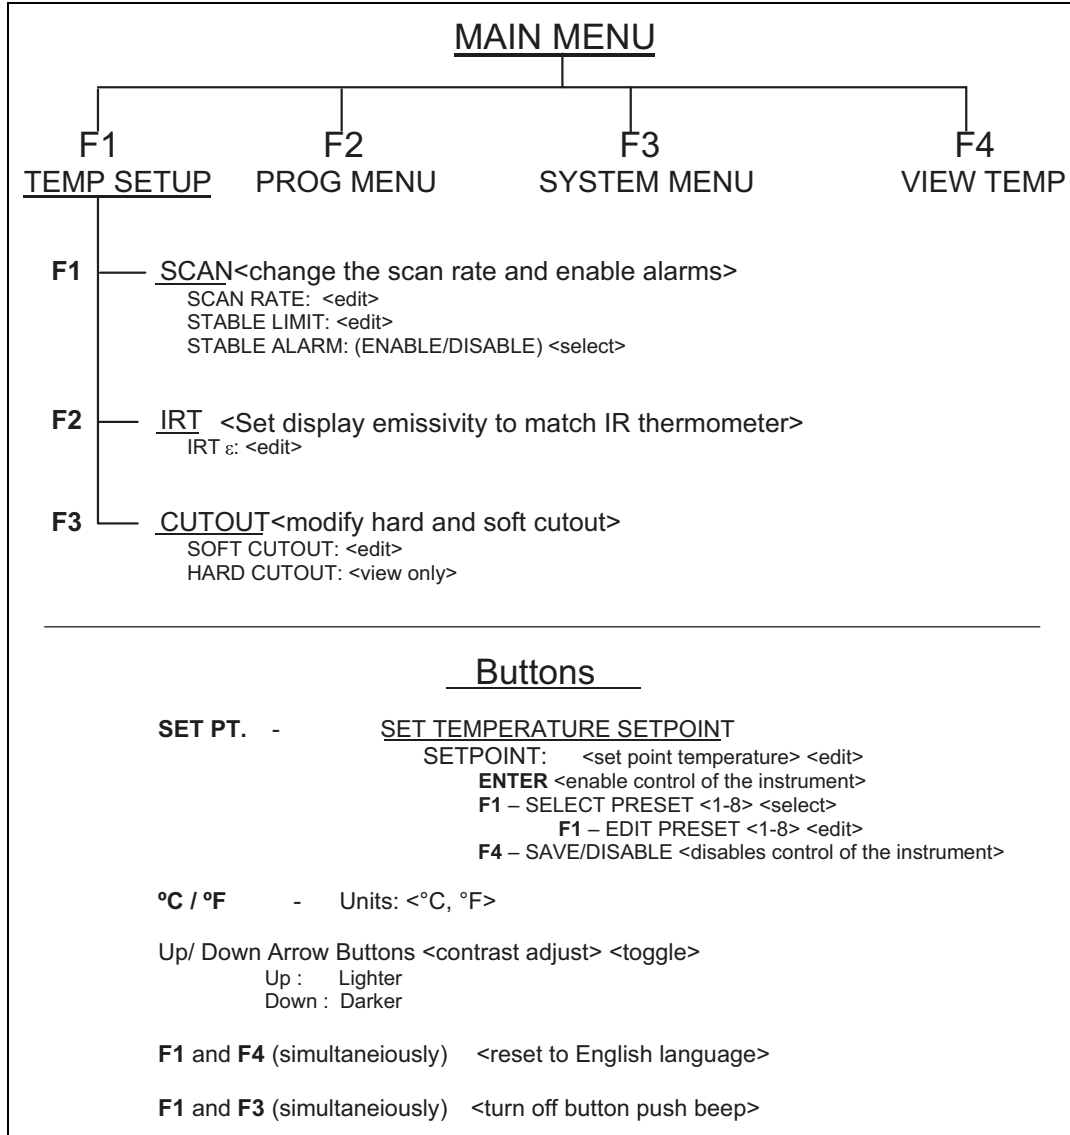 MAIN MENU
F1 F2 F3 F4
TEMP SETUP PROG MENU SYSTEM MENU VIEW TEMP
F1 SCAN<change the scan rate and enable alarms>
SCAN RATE: <edit>
STABLE LIMIT: <edit>
STABLE ALARM: (ENABLE/DISABLE) <select>
F2 IRT <Set display emissivity to match IR thermometer>
IRT ε: <edit>
F3 CUTOUT<modify hard and soft cutout>
SOFT CUTOUT: <edit>
HARD CUTOUT: <view only>
Buttons
SET PT. - SET TEMPERATURE SETPOINT
SETPOINT: <set point temperature> <edit>
ENTER <enable control of the instrument>
F1 – SELECT PRESET <1-8> <select>
F1 – EDIT PRESET <1-8> <edit>
F4 – SAVE/DISABLE <disables control of the instrument>
ºC / ºF - Units: <°C, °F>
Up/ Down Arrow Buttons <contrast adjust> <toggle>
Up : Lighter
Down : Darker
F1 and F4 (simultaneiously) <reset to English language>
F1 and F3 (simultaneiously) <turn off button push beep>